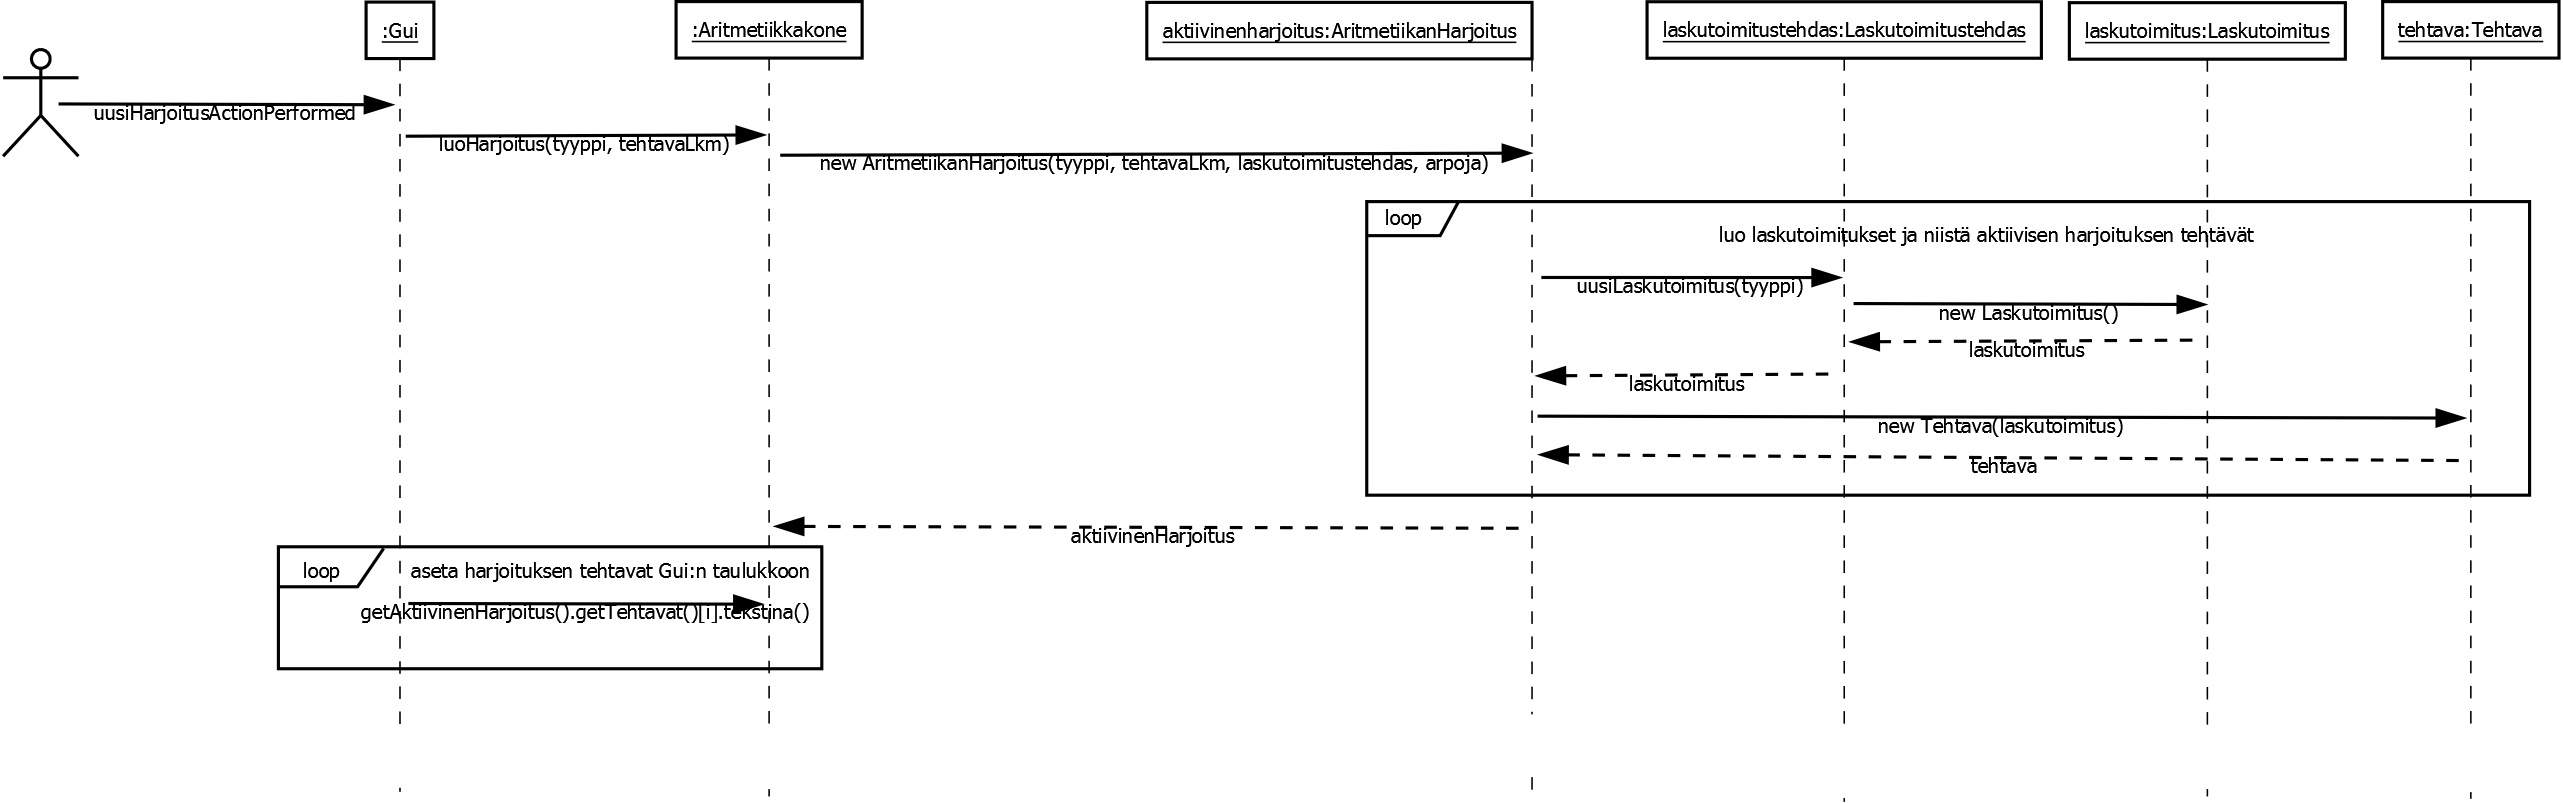 :Gui
:Aritmetiikkakone
aktiivinenharjoitus:AritmetiikanHarjoitus
laskutoimitustehdas:Laskutoimitustehdas
laskutoimitus:Laskutoimitus
tehtava:Tehtava
uusiHarjoitusActionPerformed
luoHarjoitus(tyyppi, tehtavaLkm)
new AritmetiikanHarjoitus(tyyppi, tehtavaLkm, laskutoimitustehdas, arpoja)
loop
luo laskutoimitukset ja niistä aktiivisen harjoituksen tehtävät
uusiLaskutoimitus(tyyppi)
new Laskutoimitus()
laskutoimitus
laskutoimitus
new Tehtava(laskutoimitus)
tehtava
aktiivinenHarjoitus
loop
aseta harjoituksen tehtavat Gui:n taulukkoon
getAktiivinenHarjoitus().getTehtavat()[i].tekstina()